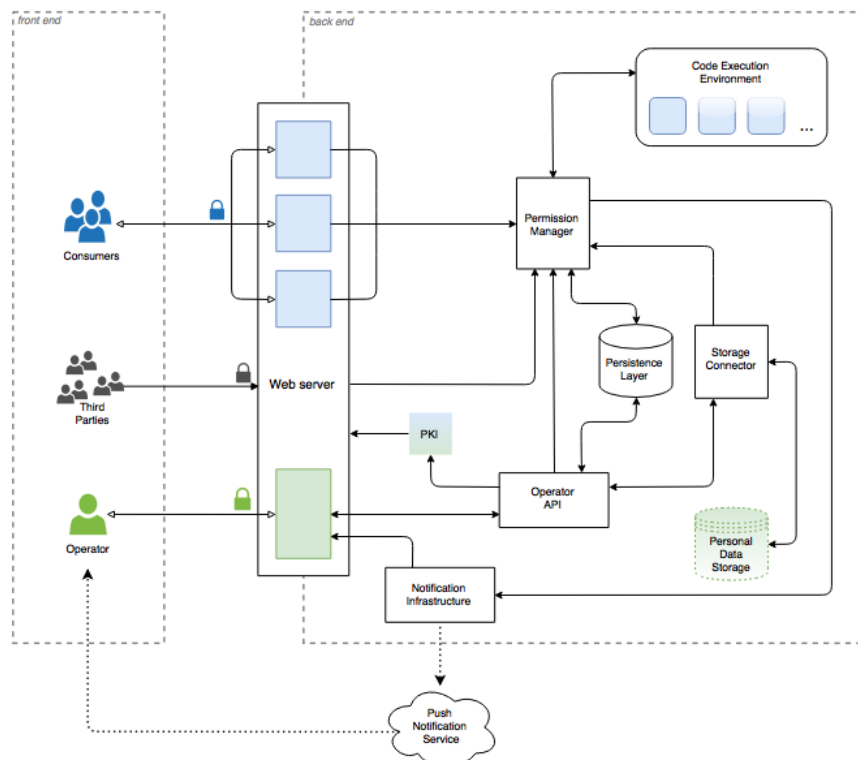 front end
back end
Code Execution
Environment
...
Permission
Manager
Consumers
Persistence
Layer
Storage
Connector
Web server
Third
Parties
PKI
Operator
API
Operator
Personal
Data
Storage
Notification
Infrastructure
Push
Notification
Service